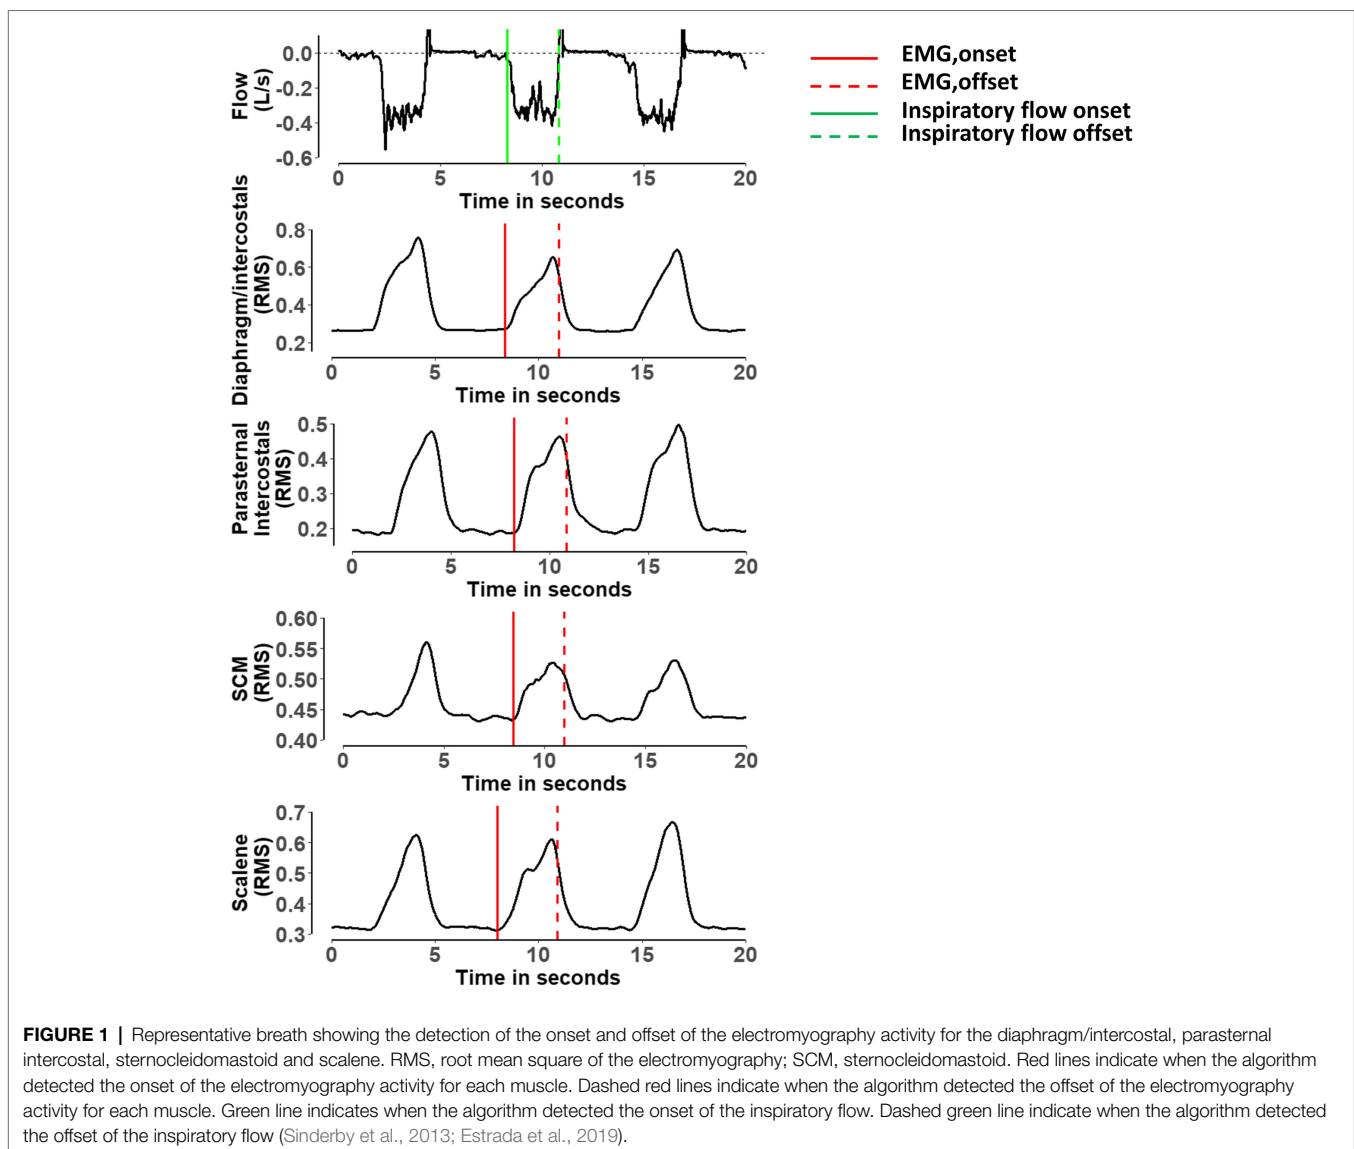 0.0
-0.2
-0.4
-0.6
Flow
(L/s)
0 5 10 15 20
Time in seconds
EMG,onset
EMG,offset
Inspiratory flow onset
Inspiratory flow offset
0.8
0.6
0.4
0.2
Diaphragm/intercostals
(RMS)
0 5 10 15 20
Time in seconds
0.5
0.4
0.3
0.2
Parasternal
Intercostals
(RMS)
0 5 10 15 20
Time in seconds
0.60
0.55
0.50
0.45
0.40
SCM
(RMS)
0 5 10 15 20
Time in seconds
0.7
0.6
0.5
0.4
0.3
Scalene
(RMS)
0 5 10 15 20
Time in seconds
FIGURE 1 | Representative breath showing the detection of the onset and offset of the electromyography activity for the diaphragm/intercostal, parasternal
intercostal, sternocleidomastoid and scalene. RMS, root mean square of the electromyography; SCM, sternocleidomastoid. Red lines indicate when the algorithm
detected the onset of the electromyography activity for each muscle. Dashed red lines indicate when the algorithm detected the offset of the electromyography
activity for each muscle. Green line indicates when the algorithm detected the onset of the inspiratory flow. Dashed green line indicate when the algorithm detected
the offset of the inspiratory flow (Sinderby et al., 2013; Estrada et al., 2019).